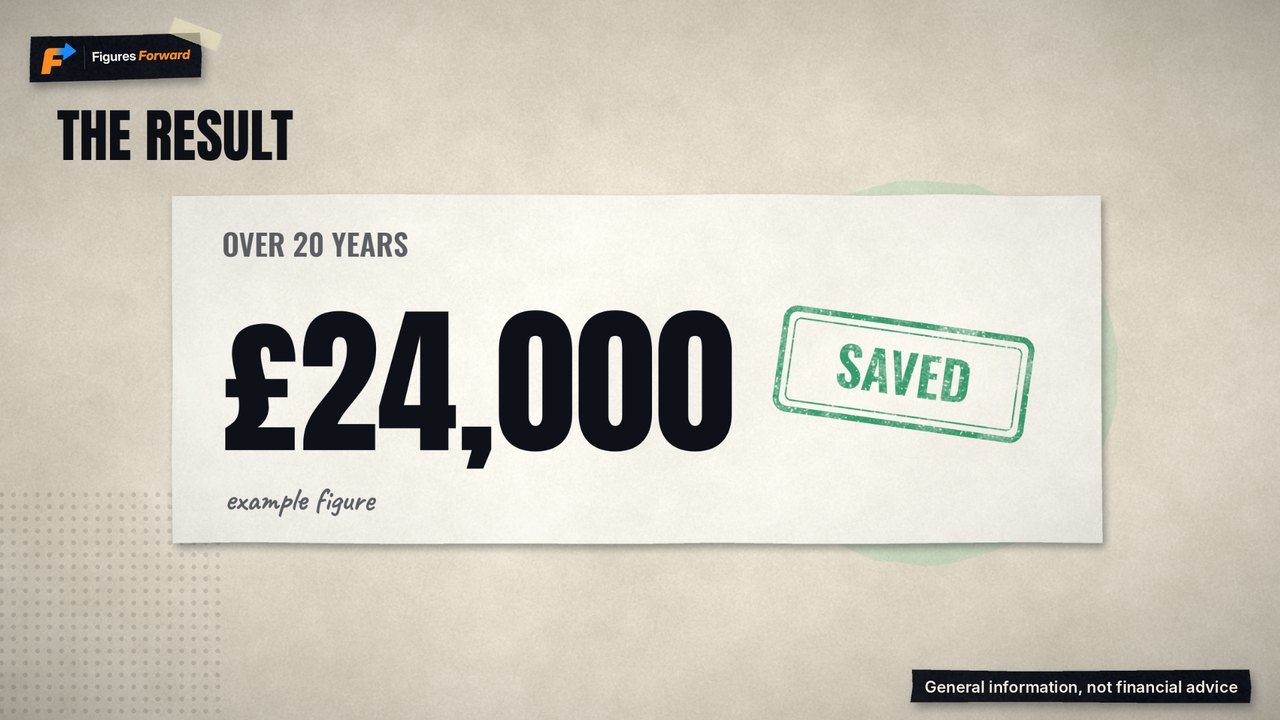 Figures Forward
THE RESULT
OVER 20 YEARS
£24,000
SAVED
example figure
General information, not financial advice